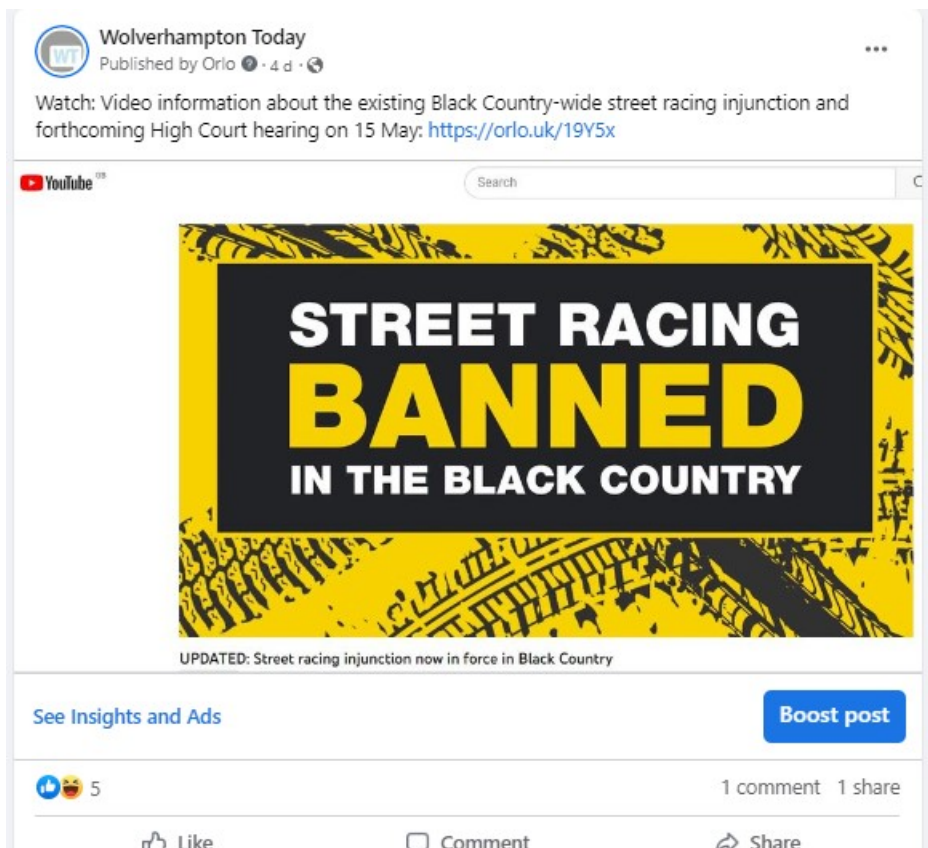 WT
Wolverhampton Today
Published by Orlo ? · 4 d ·
Watch: Video information about the existing Black Country-wide street racing injunction and
forthcoming High Court hearing on 15 May: https://orlo.uk/19Y5x
YouTube GB
Search
STREET RACING
BANNED
IN THE BLACK COUNTRY
UPDATED: Street racing injunction now in force in Black Country
See Insights and Ads
Boost post
5
1 comment 1 share
Like
Comment
Share